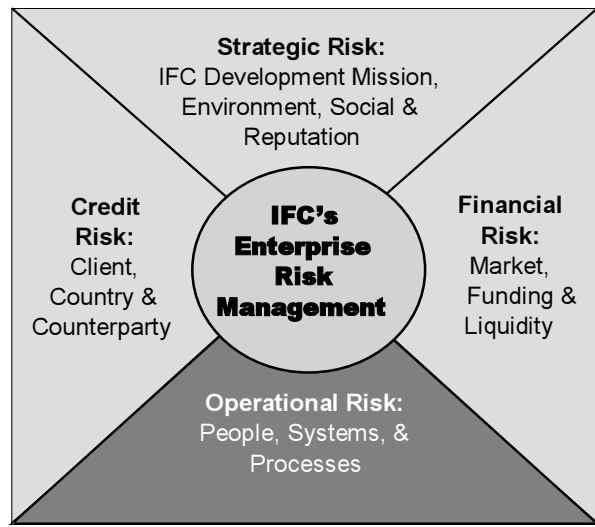 Strategic Risk:
IFC Development Mission,
Environment, Social &
Reputation
Credit
Risk:
Client,
Country &
Counterparty
IFC's
Enterprise
Risk
Management
Financial
Risk:
Market,
Funding &
Liquidity
Operational Risk:
People, Systems, &
Processes